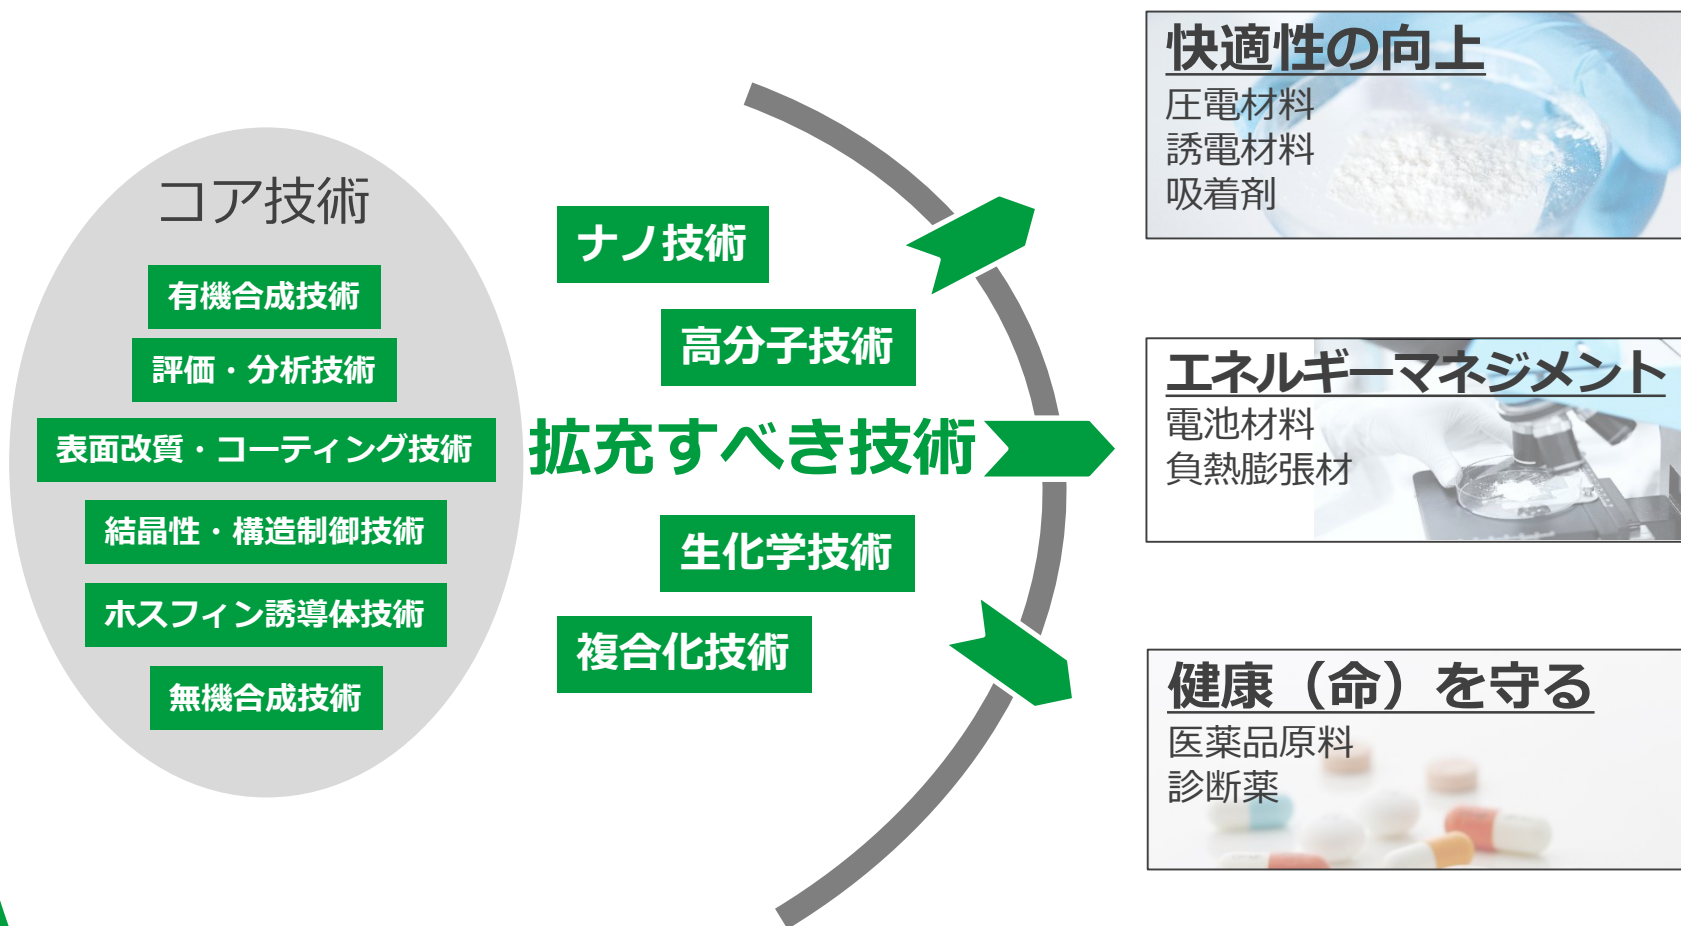 コア技術
有機合成技術
評価・分析技術
表面改質・コーティング技術
結晶性・構造制御技術
ホスフィン誘導体技術
無機合成技術
ナノ技術
高分子技術
拡充すべき技術
生化学技術
複合化技術
快適性の向上
圧電材料
誘電材料
吸着剤
エネルギーマネジメント
電池材料
負熱膨張材
健康（命）を守る
医薬品原料
診断薬